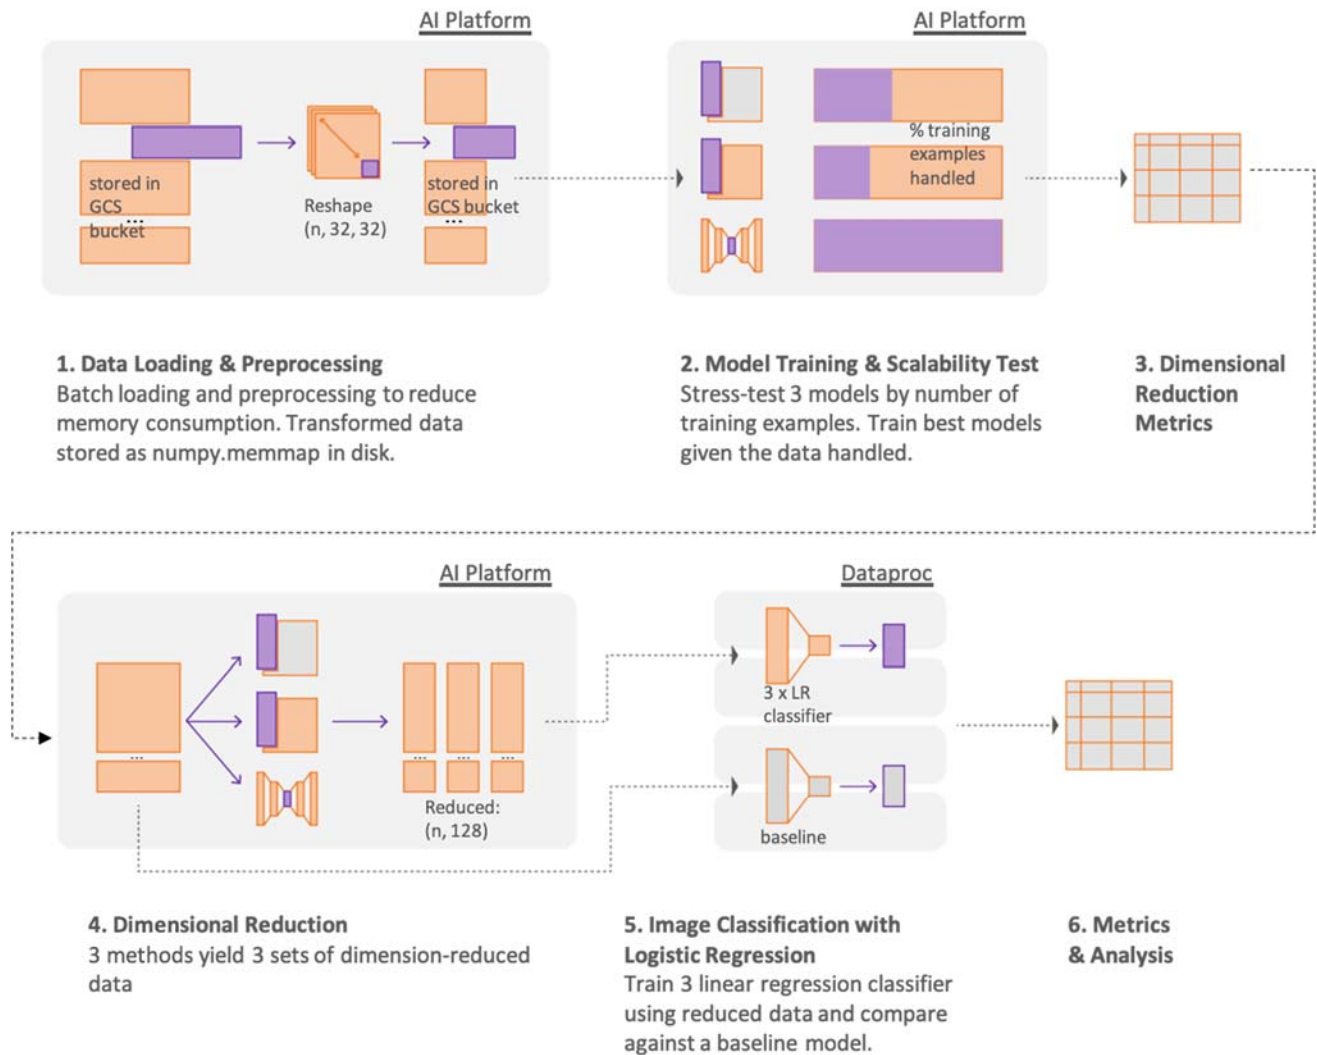 AI Platform
AI Platform
stored in
GCS
...
bucket
Reshape
(n, 32, 32)
stored in
GCS bucket
...
% training
examples
handled
1. Data Loading & Preprocessing
Batch loading and preprocessing to reduce
memory consumption. Transformed data
stored as numpy.memmap in disk.
2. Model Training & Scalability Test
Stress-test 3 models by number of
training examples. Train best models
given the data handled.
3. Dimensional
Reduction
Metrics
AI Platform
Dataproc
...
... ... ...
Reduced:
(n, 128)
3 x LR
classifier
baseline
4. Dimensional Reduction
3 methods yield 3 sets of dimension-reduced
data
5. Image Classification with
Logistic Regression
Train 3 linear regression classifier
using reduced data and compare
against a baseline model.
6. Metrics
& Analysis